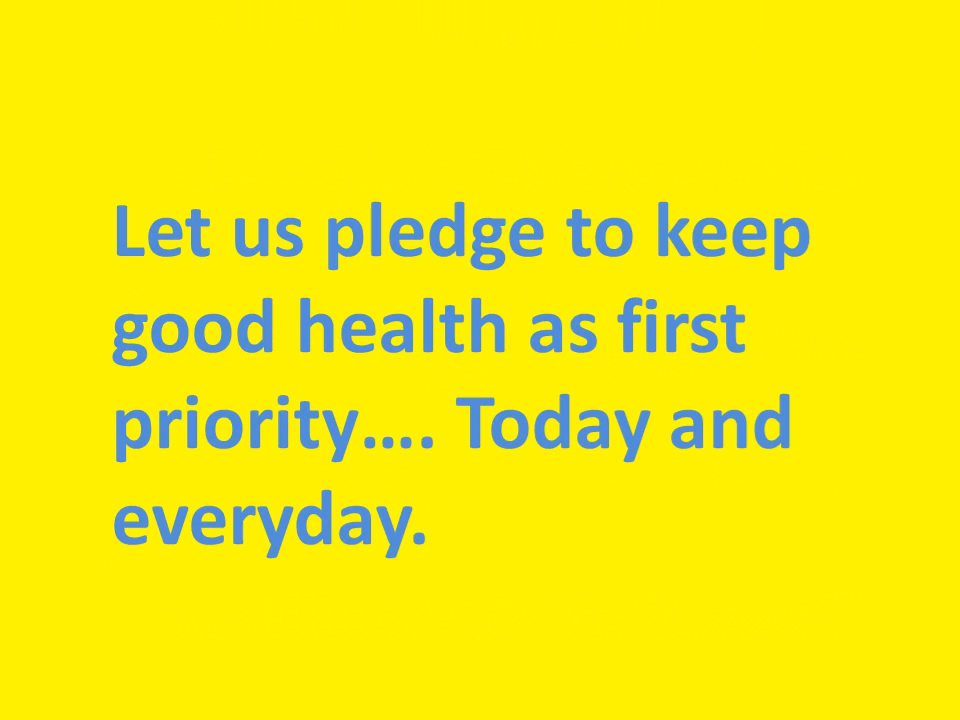 Let us pledge to keep
good health as first
priority…. Today and
everyday.